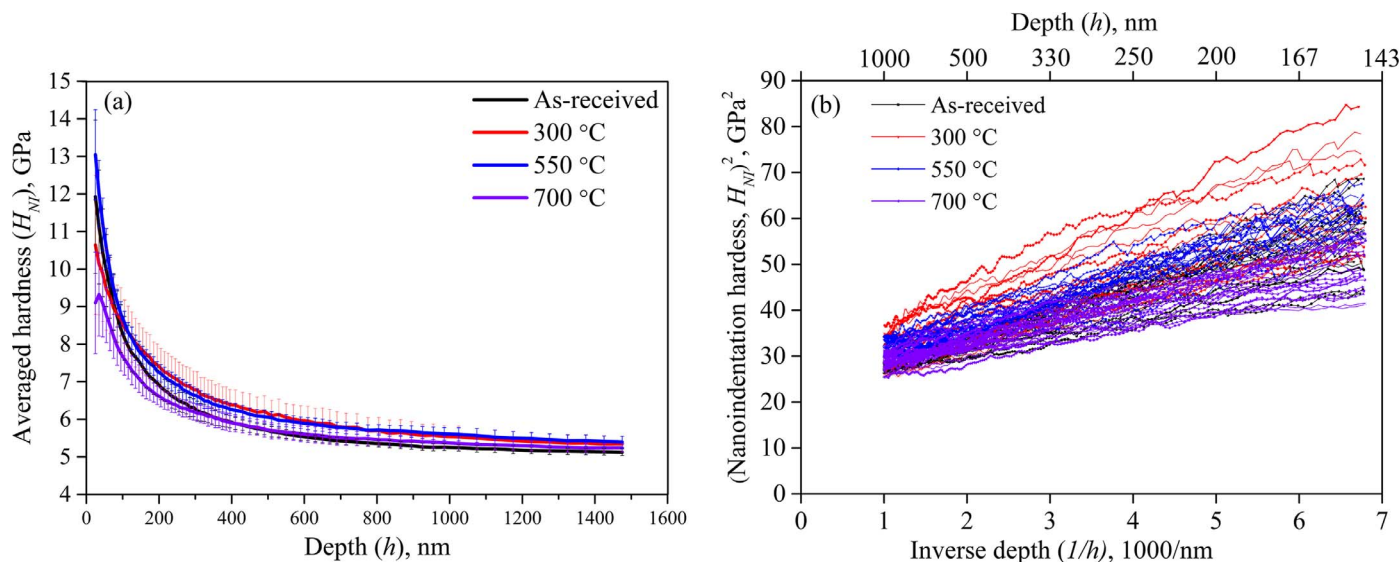 (a)
As-received
300 °C
550 °C
700 °C
Averaged hardness (H_NI), GPa
15
14
13
12
11
10
9
8
7
6
5
4
0 200 400 600 800 1000 1200 1400 1600
Depth (h), nm
Depth (h), nm
1000 500 330 250 200 167 143
(b)
As-received
300 °C
550 °C
700 °C
(Nanoindentation hardess, H_NI)², GPa²
90
80
70
60
50
40
30
20
10
0
0 1 2 3 4 5 6 7
Inverse depth (1/h), 1000/nm